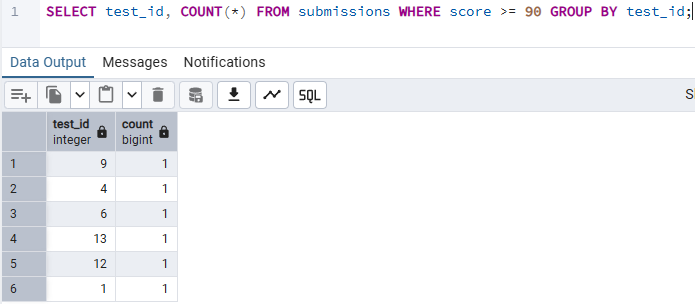 1 SELECT test_id, COUNT(*) FROM submissions WHERE score >= 90 GROUP BY test_id;
Data Output Messages Notifications
SQL
test_id count
integer bigint
1 9 1
2 4 1
3 6 1
4 13 1
5 12 1
6 1 1